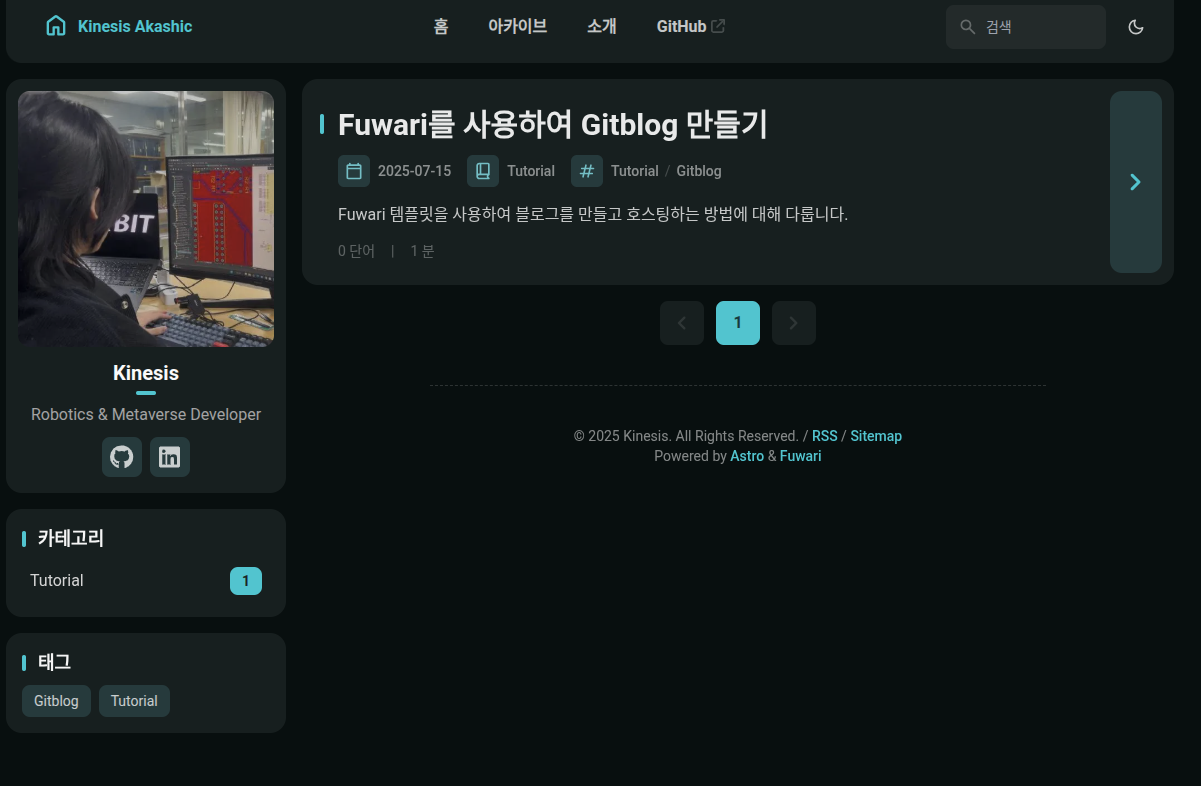 Kinesis Akashic 홈 아카이브 소개 GitHub 검색
BIT
Kinesis
Robotics & Metaverse Developer
카테고리
Tutorial 1
태그
Gitblog Tutorial
Fuwari를 사용하여 Gitblog 만들기
2025-07-15 Tutorial # Tutorial / Gitblog
Fuwari 템플릿을 사용하여 블로그를 만들고 호스팅하는 방법에 대해 다룹니다.
0 단어 | 1 분
1
© 2025 Kinesis. All Rights Reserved. / RSS / Sitemap
Powered by Astro & Fuwari